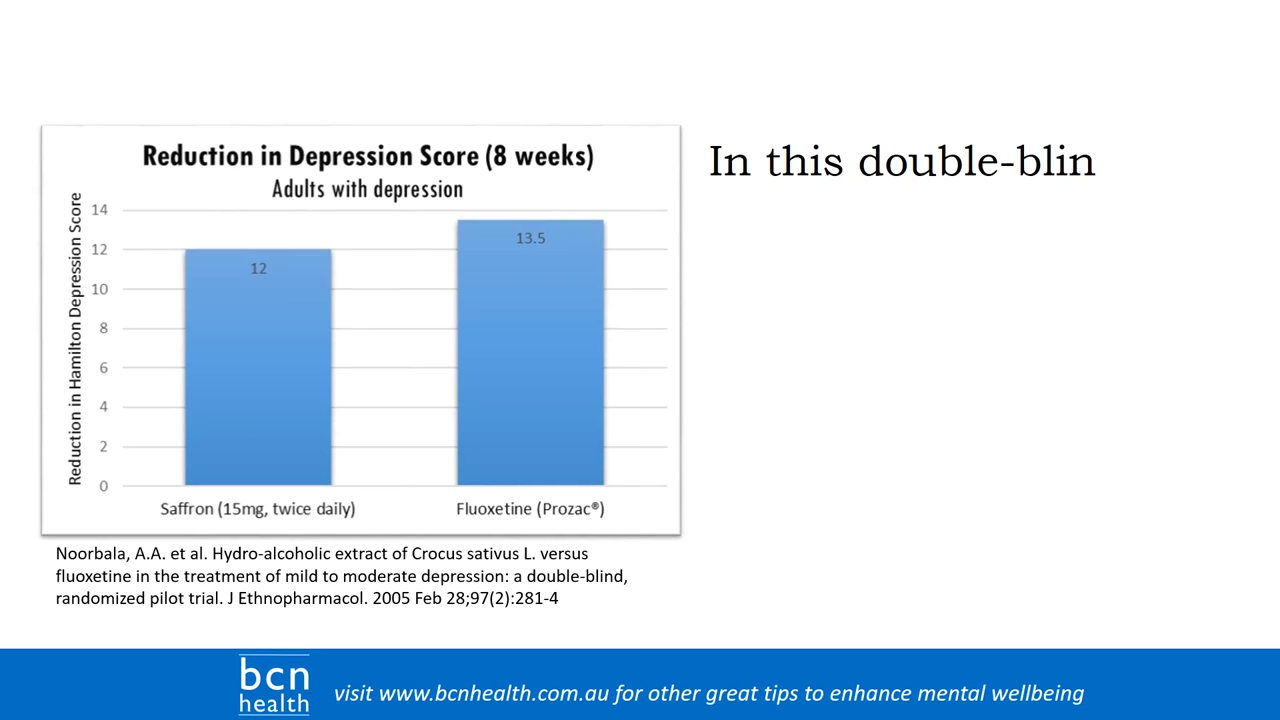 Reduction in Depression Score (8 weeks)
Adults with depression
Reduction in Hamilton Depression Score
14
12
10
8
6
4
2
0
12
13.5
Saffron (15mg, twice daily)
Fluoxetine (Prozac®)
Noorbala, A.A. et al. Hydro-alcoholic extract of Crocus sativus L. versus
fluoxetine in the treatment of mild to moderate depression: a double-blind,
randomized pilot trial. J Ethnopharmacol. 2005 Feb 28;97(2):281-4
In this double-blin
bcn
health
visit www.bcnhealth.com.au for other great tips to enhance mental wellbeing